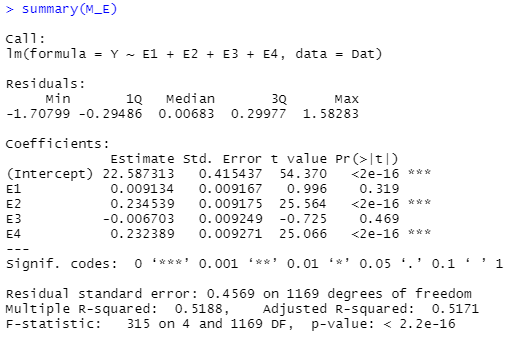 > summary(M_E)
Call:
lm(formula = Y ~ E1 + E2 + E3 + E4, data = Dat)
Residuals:
     Min       1Q   Median       3Q      Max
-1.70799 -0.29486  0.00683  0.29977  1.58283
Coefficients:
             Estimate Std. Error t value Pr(>|t|)
(Intercept) 22.587313   0.415437  54.370   <2e-16 ***
E1           0.009134   0.009167   0.996    0.319
E2           0.234539   0.009175  25.564   <2e-16 ***
E3          -0.006703   0.009249  -0.725    0.469
E4           0.232389   0.009271  25.066   <2e-16 ***
---
Signif. codes:  0 ‘***’ 0.001 ‘**’ 0.01 ‘*’ 0.05 ‘.’ 0.1 ‘ ’ 1
Residual standard error: 0.4569 on 1169 degrees of freedom
Multiple R-squared:  0.5188,    Adjusted R-squared:  0.5171
F-statistic:   315 on 4 and 1169 DF,  p-value: < 2.2e-16